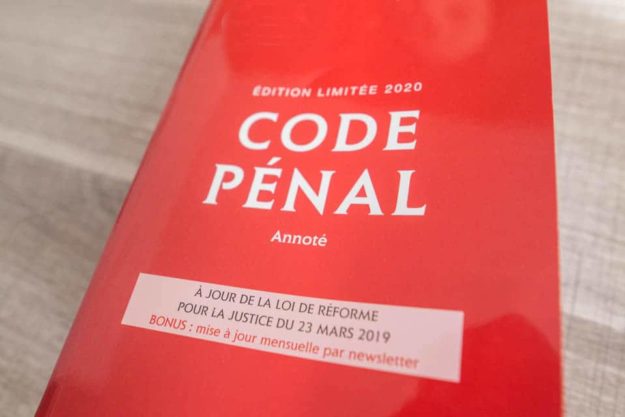 ÉDITION LIMITÉE 2020
CODE
PÉNAL
Annoté
À JOUR DE LA LOI DE RÉFORME
POUR LA JUSTICE DU 23 MARS 2019
BONUS : mise à jour mensuelle par newsletter